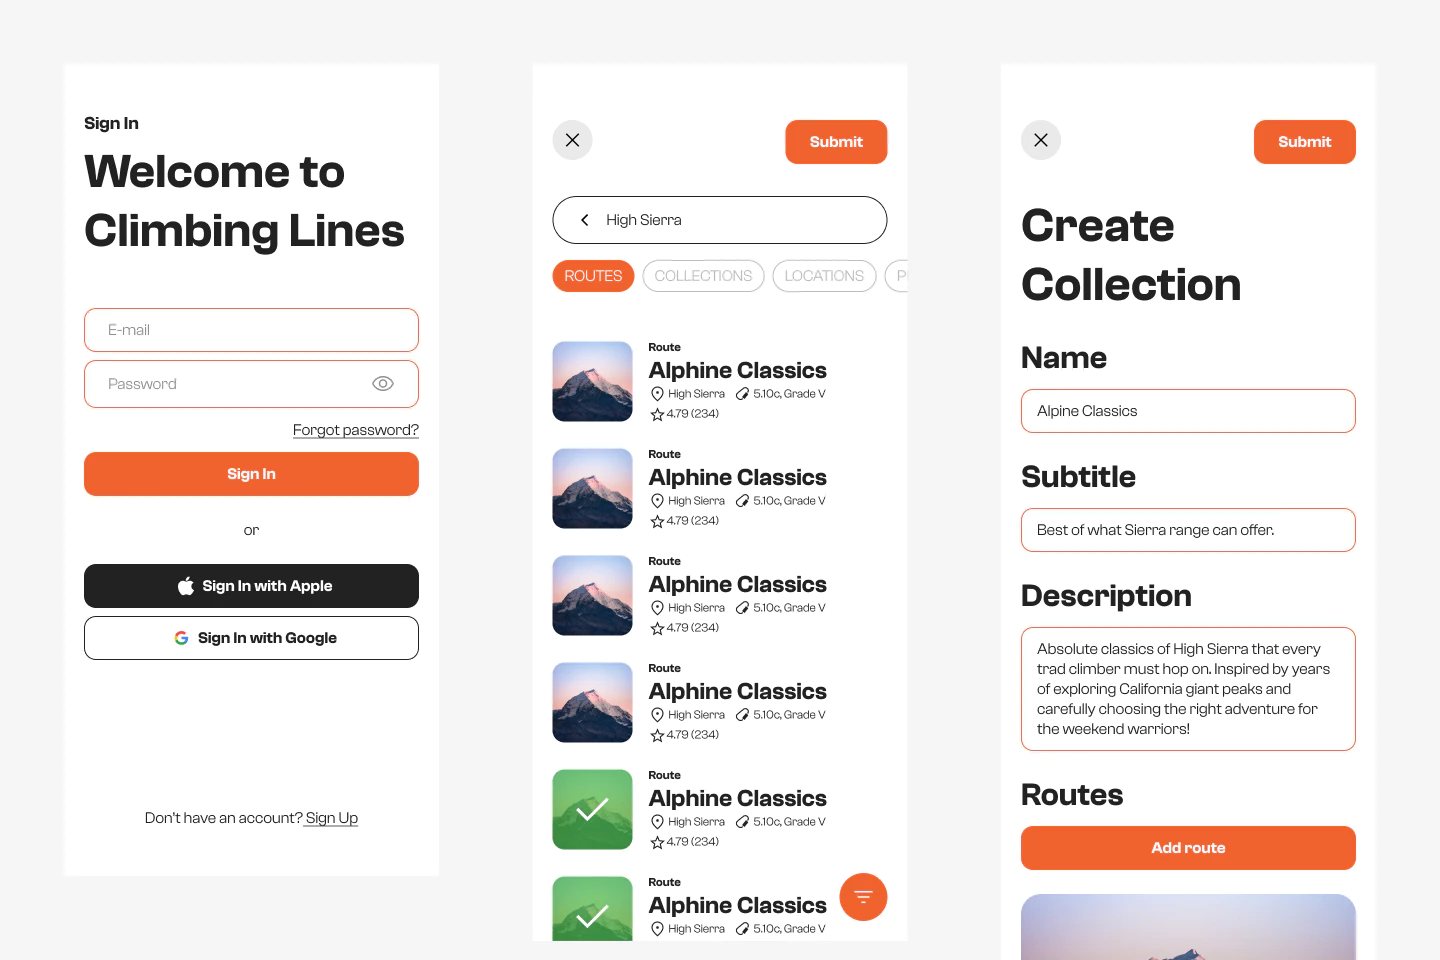 Sign In
Welcome to
Climbing Lines
E-mail
Password
Forgot password?
Sign In
or
Sign In with Apple
Sign In with Google
Don't have an account? Sign Up
Submit
High Sierra
ROUTES
COLLECTIONS
LOCATIONS
Route
Alphine Classics
High Sierra
5.10c, Grade V
4.79 (234)
Route
Alphine Classics
High Sierra
5.10c, Grade V
4.79 (234)
Route
Alphine Classics
High Sierra
5.10c, Grade V
4.79 (234)
Route
Alphine Classics
High Sierra
5.10c, Grade V
4.79 (234)
Route
Alphine Classics
High Sierra
5.10c, Grade V
4.79 (234)
Route
Alphine Classics
High Sierra
5.10c, Grade V
Submit
Create
Collection
Name
Alpine Classics
Subtitle
Best of what Sierra range can offer.
Description
Absolute classics of High Sierra that every
trad climber must hop on. Inspired by years
of exploring California giant peaks and
carefully choosing the right adventure for
the weekend warriors!
Routes
Add route